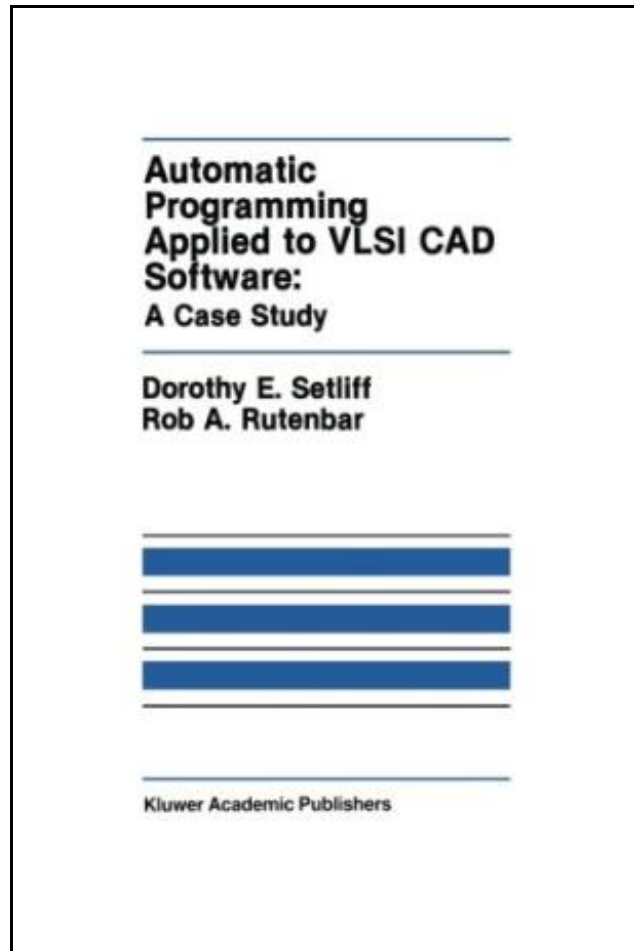 Automatic
Programming
Applied to VLSI CAD
Software:
A Case Study
Dorothy E. Setliff
Rob A. Rutenbar
Kluwer Academic Publishers